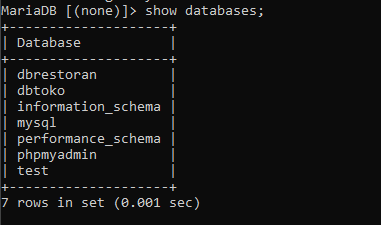 MariaDB [(none)]> show databases;
+--------------------+
| Database           |
+--------------------+
| dbrestoran         |
| dbtoko             |
| information_schema |
| mysql              |
| performance_schema |
| phpmyadmin         |
| test               |
+--------------------+
7 rows in set (0.001 sec)